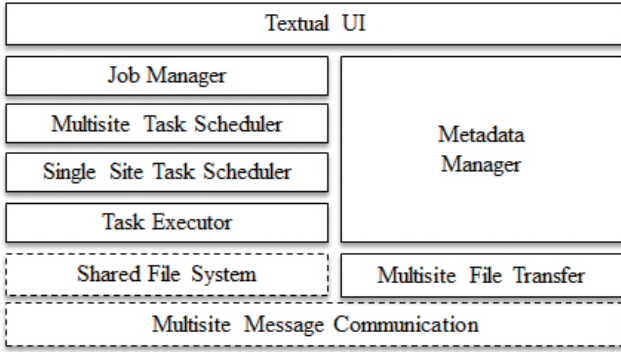 Textual UI
Job Manager
Multisite Task Scheduler
Single Site Task Scheduler
Task Executor
Metadata
Manager
Shared File System
Multisite File Transfer
Multisite Message Communication